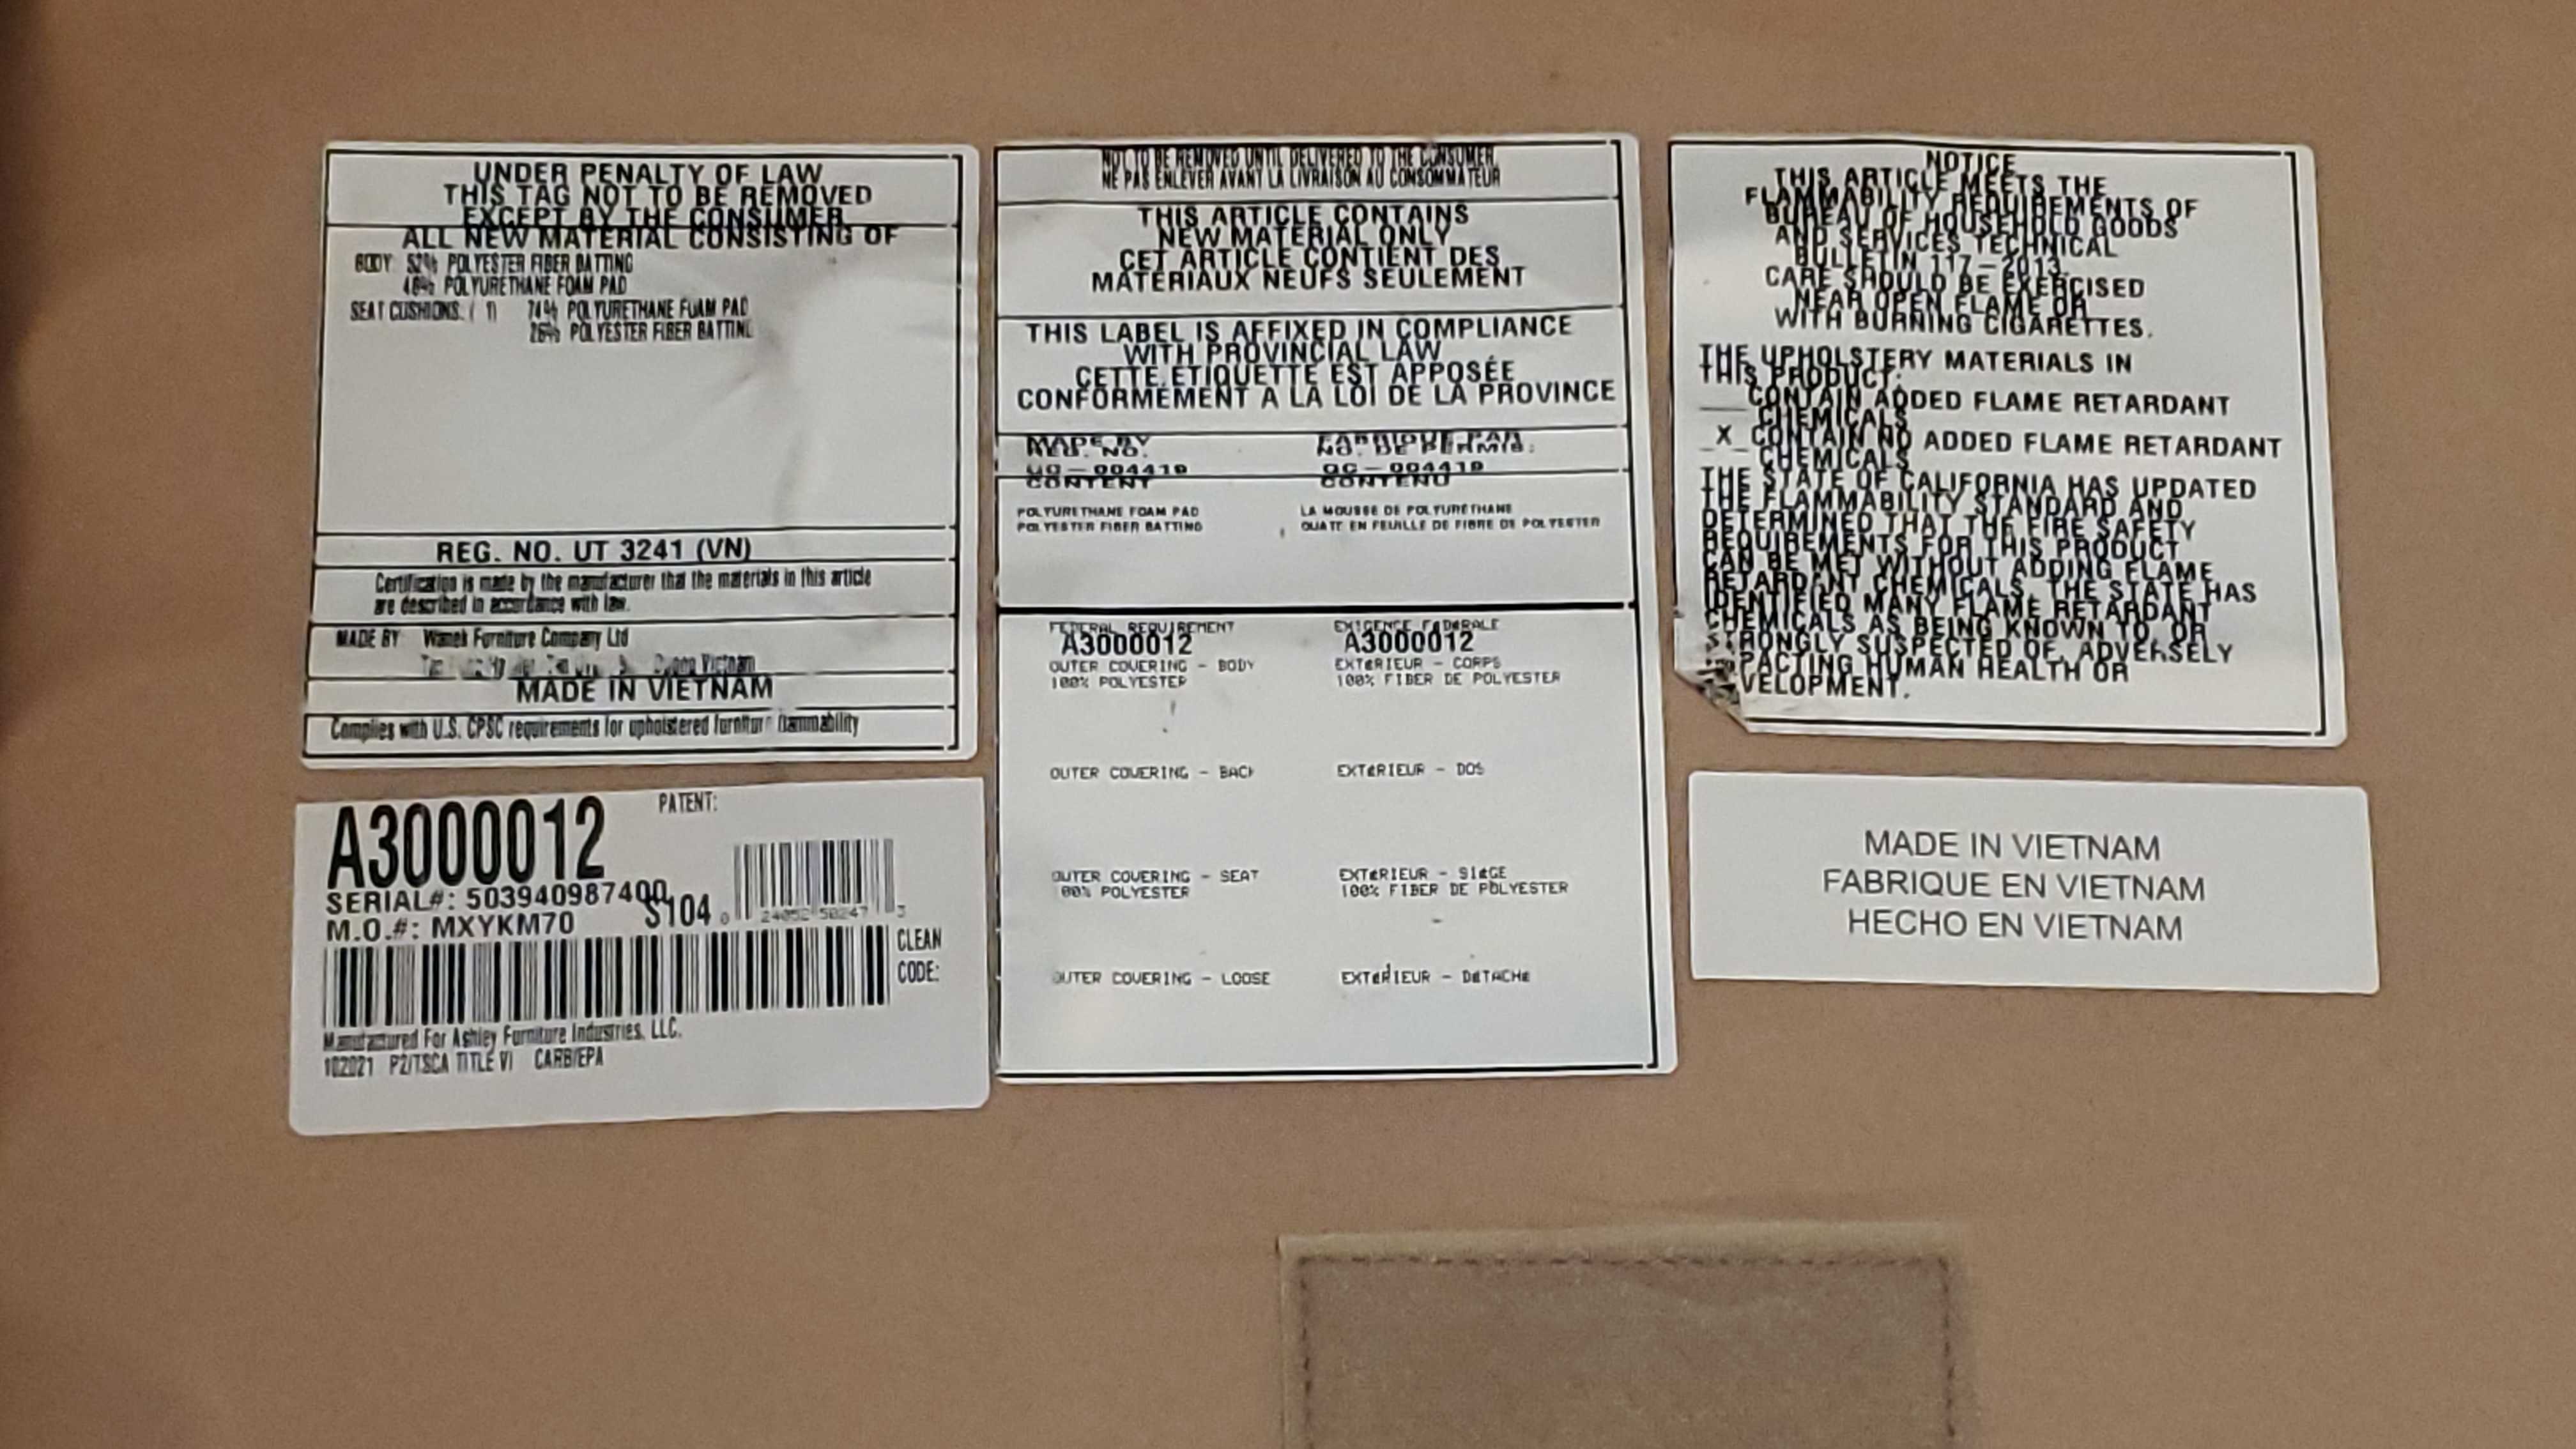 UNDER PENALTY OF LAW
THIS TAG NOT TO BE REMOVED
EXCEPT BY THE CONSUMER
ALL NEW MATERIAL CONSISTING OF
BODY: 52% POLYESTER FIBER BATTING
48% POLYURETHANE FOAM PAD
SEAT CUSHIONS: ( 1) 74% POLYURETHANE FOAM PAD
26% POLYESTER FIBER BATTING
REG. NO. UT 3241 (VN)
Certification is made by the manufacturer that the materials in this article
are described in accordance with law.
MADE BY Wanek Furniture Company Ltd
Vietnam
MADE IN VIETNAM
Complies with U.S. CPSC requirements for upholstered furniture flammability
A3000012
PATENT:
SERIAL#: 503940987400
S104
M.O.#: MXYKM70
0 24052 50247 3
CLEAN
CODE:
Manufactured For Ashley Furniture Industries, LLC.
102021 P2/TSCA TITLE VI CARB/EPA
NOT TO BE REMOVED UNTIL DELIVERED TO THE CONSUMER
NE PAS ENLEVER AVANT LA LIVRAISON AU CONSOMMATEUR
THIS ARTICLE CONTAINS
NEW MATERIAL ONLY
CET ARTICLE CONTIENT DES
MATERIAUX NEUFS SEULEMENT
THIS LABEL IS AFFIXED IN COMPLIANCE
WITH PROVINCIAL LAW
CETTE ETIQUETTE EST APPOSÉE
CONFORMEMENT A LA LOI DE LA PROVINCE
MADE BY FABRIQUE PAR
REG. NO. NO. DE PERMIS:
004419 004419
CONTENT CONTENU
POLYURETHANE FOAM PAD LA MOUSSE DE POLYURETHANE
POLYESTER FIBER BATTING OUATE EN FEUILLE DE FIBRE DE POLYESTER
FEDERAL REQUIREMENT EXIGENCE FéDéRALE
A3000012 A3000012
OUTER COVERING - BODY EXTéRIEUR - CORPS
100% POLYESTER 100% FIBER DE POLYESTER
OUTER COVERING - BACK EXTéRIEUR - DOS
OUTER COVERING - SEAT EXTéRIEUR - SIèGE
100% POLYESTER 100% FIBER DE POLYESTER
OUTER COVERING - LOOSE EXTéRIEUR - DéTACHé
NOTICE
THIS ARTICLE MEETS THE
FLAMMABILITY REQUIREMENTS OF
BUREAU OF HOUSEHOLD GOODS
AND SERVICES TECHNICAL
BULLETIN 117-2013.
CARE SHOULD BE EXERCISED
NEAR OPEN FLAME OR
WITH BURNING CIGARETTES.
THE UPHOLSTERY MATERIALS IN
THIS PRODUCT:
___CONTAIN ADDED FLAME RETARDANT
CHEMICALS
_X_CONTAIN NO ADDED FLAME RETARDANT
CHEMICALS
THE STATE OF CALIFORNIA HAS UPDATED
THE FLAMMABILITY STANDARD AND
DETERMINED THAT THE FIRE SAFETY
REQUIREMENTS FOR THIS PRODUCT
CAN BE MET WITHOUT ADDING FLAME
RETARDANT CHEMICALS. THE STATE HAS
IDENTIFIED MANY FLAME RETARDANT
CHEMICALS AS BEING KNOWN TO, OR
STRONGLY SUSPECTED OF, ADVERSELY
PACTING HUMAN HEALTH OR
VELOPMENT.
MADE IN VIETNAM
FABRIQUE EN VIETNAM
HECHO EN VIETNAM